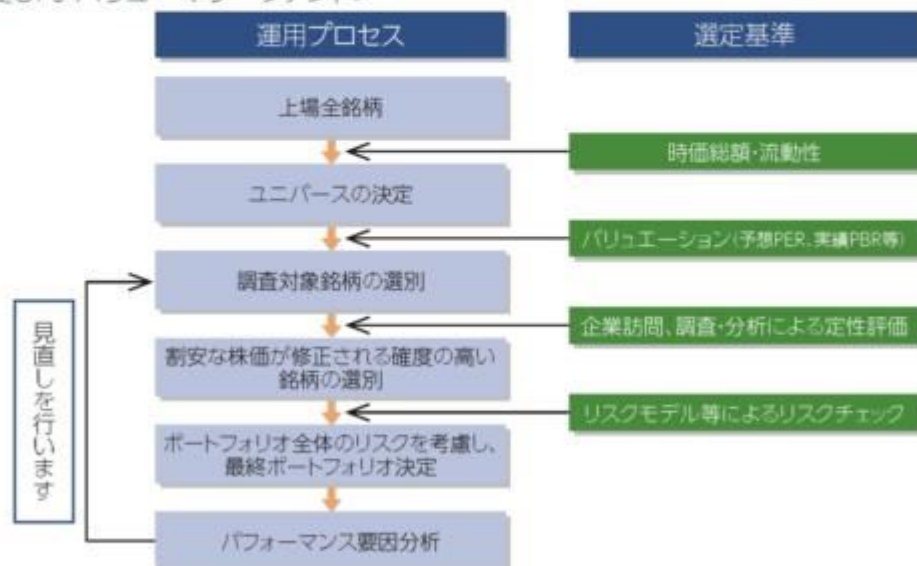 運用プロセス
選定基準
上場全銘柄
時価総額・流動性
ユニバースの決定
バリュエーション(予想PER、実績PBR等)
調査対象銘柄の選別
企業訪問、調査・分析による定性評価
割安な株価が修正される確度の高い
銘柄の選別
リスクモデル等によるリスクチェック
ポートフォリオ全体のリスクを考慮し、
最終ポートフォリオ決定
パフォーマンス要因分析
見直しを行います